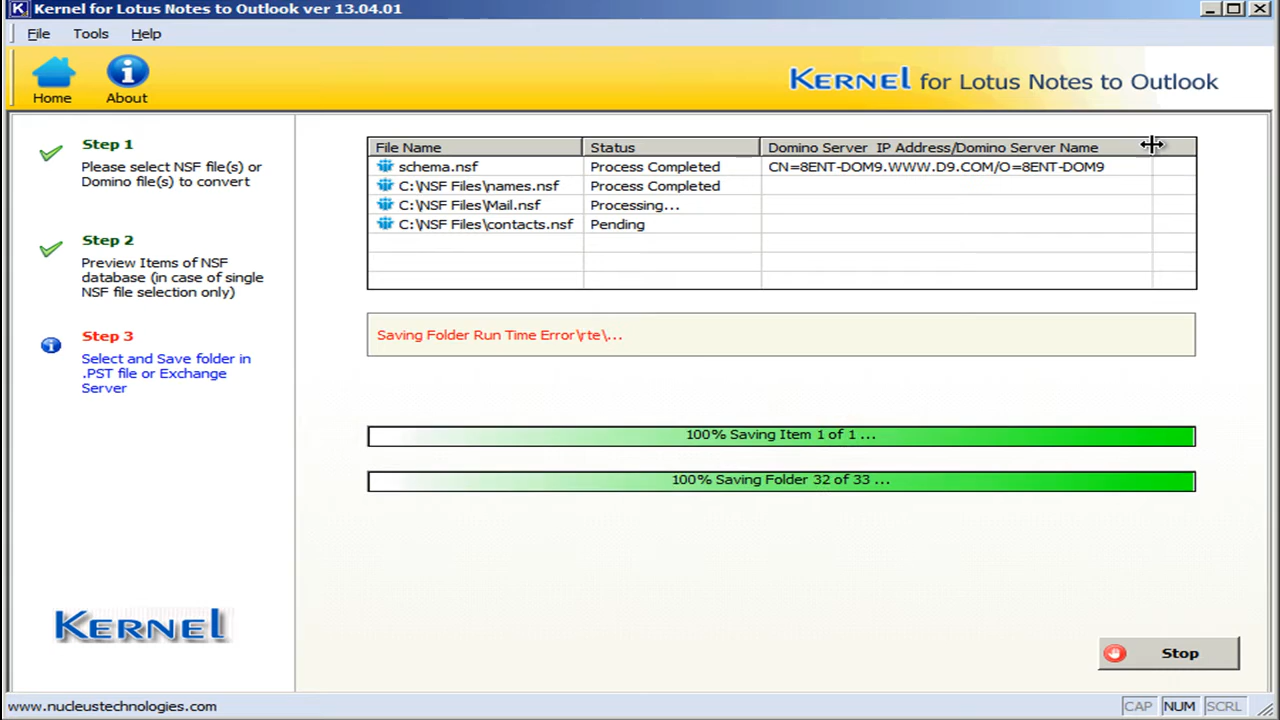 Kernel for Lotus Notes to Outlook ver 13.04.01
File Tools Help
Home About
KERNEL for Lotus Notes to Outlook
Step 1
Please select NSF file(s) or
Domino file(s) to convert
Step 2
Preview Items of NSF
database (in case of single
NSF file selection only)
Step 3
Select and Save folder in
.PST file or Exchange
Server
KERNEL
File Name Status Domino Server IP Address/Domino Server Name
schema.nsf Process Completed CN=8ENT-DOM9.WWW.D9.COM/O=8ENT-DOM9
C:\NSF Files\names.nsf Process Completed
C:\NSF Files\Mail.nsf Processing...
C:\NSF Files\contacts.nsf Pending
Saving Folder Run Time Error\rte\...
100% Saving Item 1 of 1 ...
100% Saving Folder 32 of 33 ...
Stop
www.nucleustechnologies.com CAP NUM SCRL